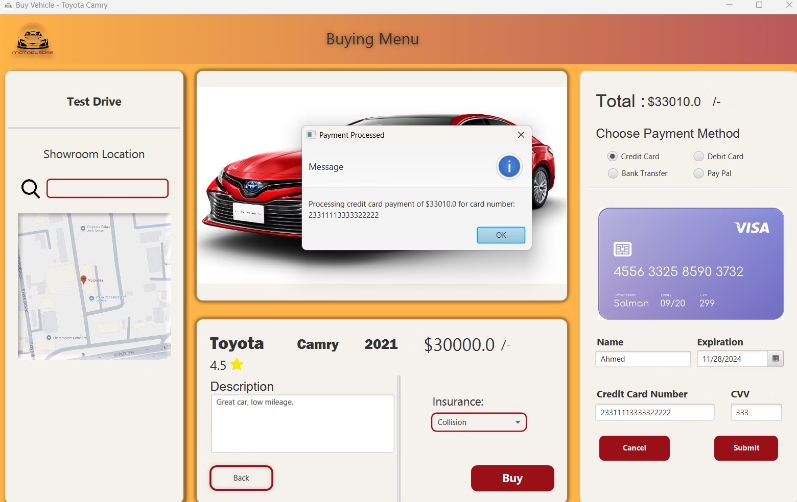 Buy Vehicle - Toyota Camry
Buying Menu
Test Drive
Showroom Location
Payment Processed
Message
Processing credit card payment of $33010.0 for card number:
23311113333322222
OK
Toyota Camry 2021 $30000.0 /-
4.5
Description
Great car, low mileage.
Insurance:
Collision
Back
Buy
Total : $33010.0 /-
Choose Payment Method
Credit Card
Debit Card
Bank Transfer
Pay Pal
VISA
4556 3325 8590 3732
Salman 09/20 299
Name
Expiration
Ahmed
11/28/2024
Credit Card Number
CVV
23311113333322222
333
Cancel
Submit